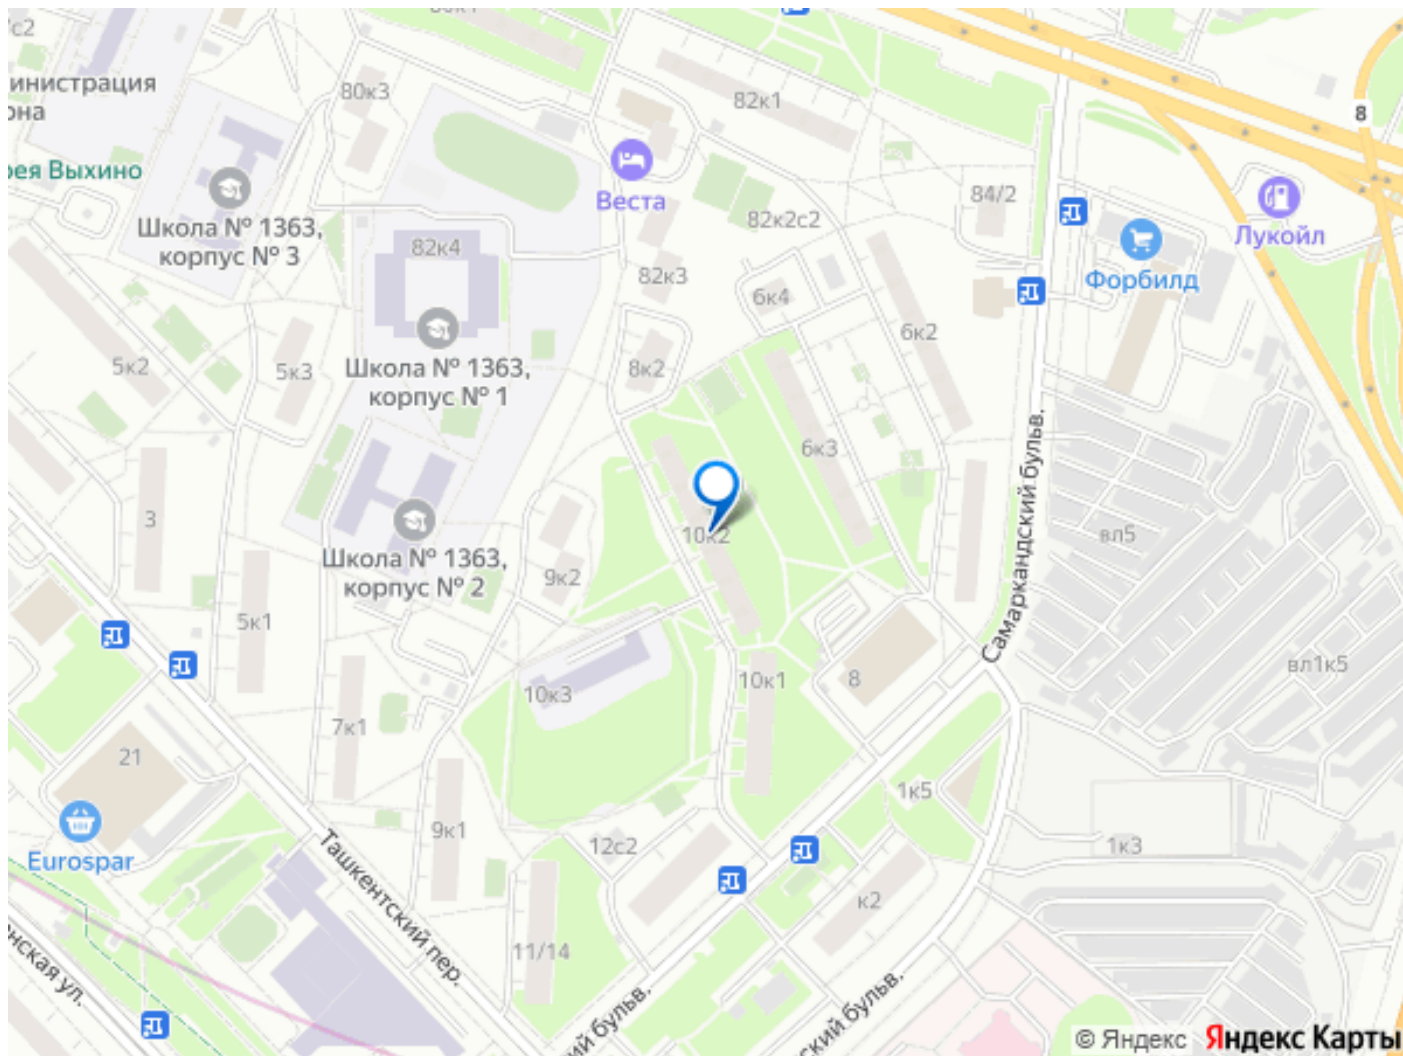 80к1
с2
инистрация
она
80к3
82к1
8
рея Выхино
Веста
84/2
Школа № 1363,
корпус № 3
82к4
82к2с2
Лукойл
82к3
Форбилд
6к4
6к2
5к2
5к3
Школа № 1363,
корпус № 1
8к2
6к3
Самаркандский бульв.
3
10к2
вл5
Школа № 1363,
корпус № 2
9к2
5к1
вл1к5
10к3
10к1
8
7к1
21
1к5
9к1
12с2
1к3
Eurospar
Ташкентский пер.
к2
11/14
нская ул.
ий бульв.
ский бульв.
© Яндекс Яндекс Карты